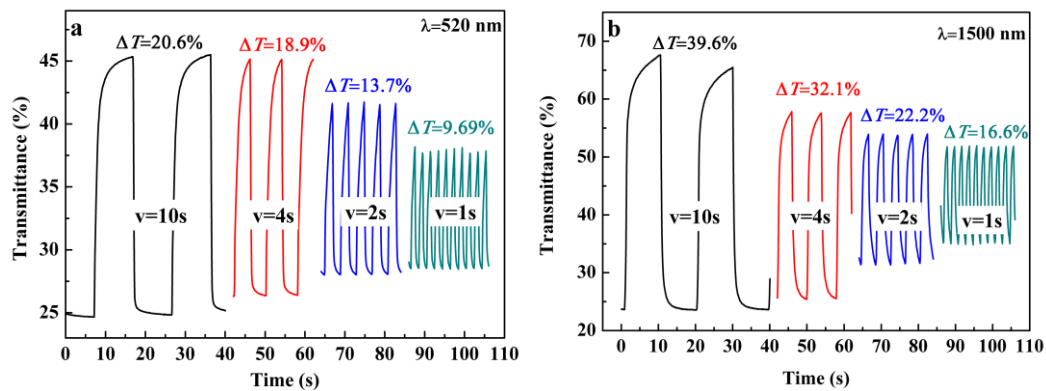 a
λ=520 nm
ΔT=20.6%
ΔT=18.9%
ΔT=13.7%
ΔT=9.69%
v=10s
v=4s
v=2s
v=1s
Transmittance (%)
45
40
35
30
25
0 10 20 30 40 50 60 70 80 90 100 110
Time (s)
b
λ=1500 nm
ΔT=39.6%
ΔT=32.1%
ΔT=22.2%
ΔT=16.6%
v=10s
v=4s
v=2s
v=1s
Transmittance (%)
70
60
50
40
30
20
0 10 20 30 40 50 60 70 80 90 100 110
Time (s)